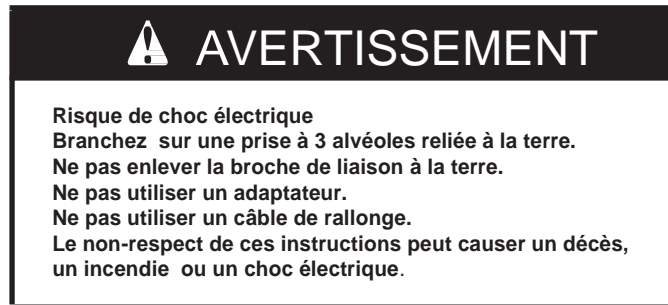 AVERTISSEMENT
Risque de choc électrique
Branchez sur une prise à 3 alvéoles reliée à la terre.
Ne pas enlever la broche de liaison à la terre.
Ne pas utiliser un adaptateur.
Ne pas utiliser un câble de rallonge.
Le non-respect de ces instructions peut causer un décès,
un incendie ou un choc électrique.